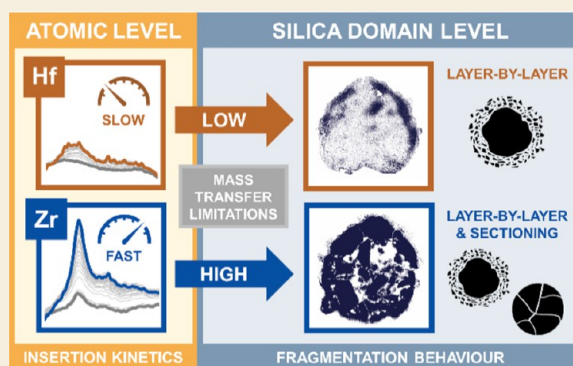 ATOMIC LEVEL
SILICA DOMAIN LEVEL
Hf
SLOW
LOW
LAYER-BY-LAYER
MASS
TRANSFER
LIMITATIONS
Zr
FAST
HIGH
LAYER-BY-LAYER
& SECTIONING
INSERTION KINETICS
FRAGMENTATION BEHAVIOUR